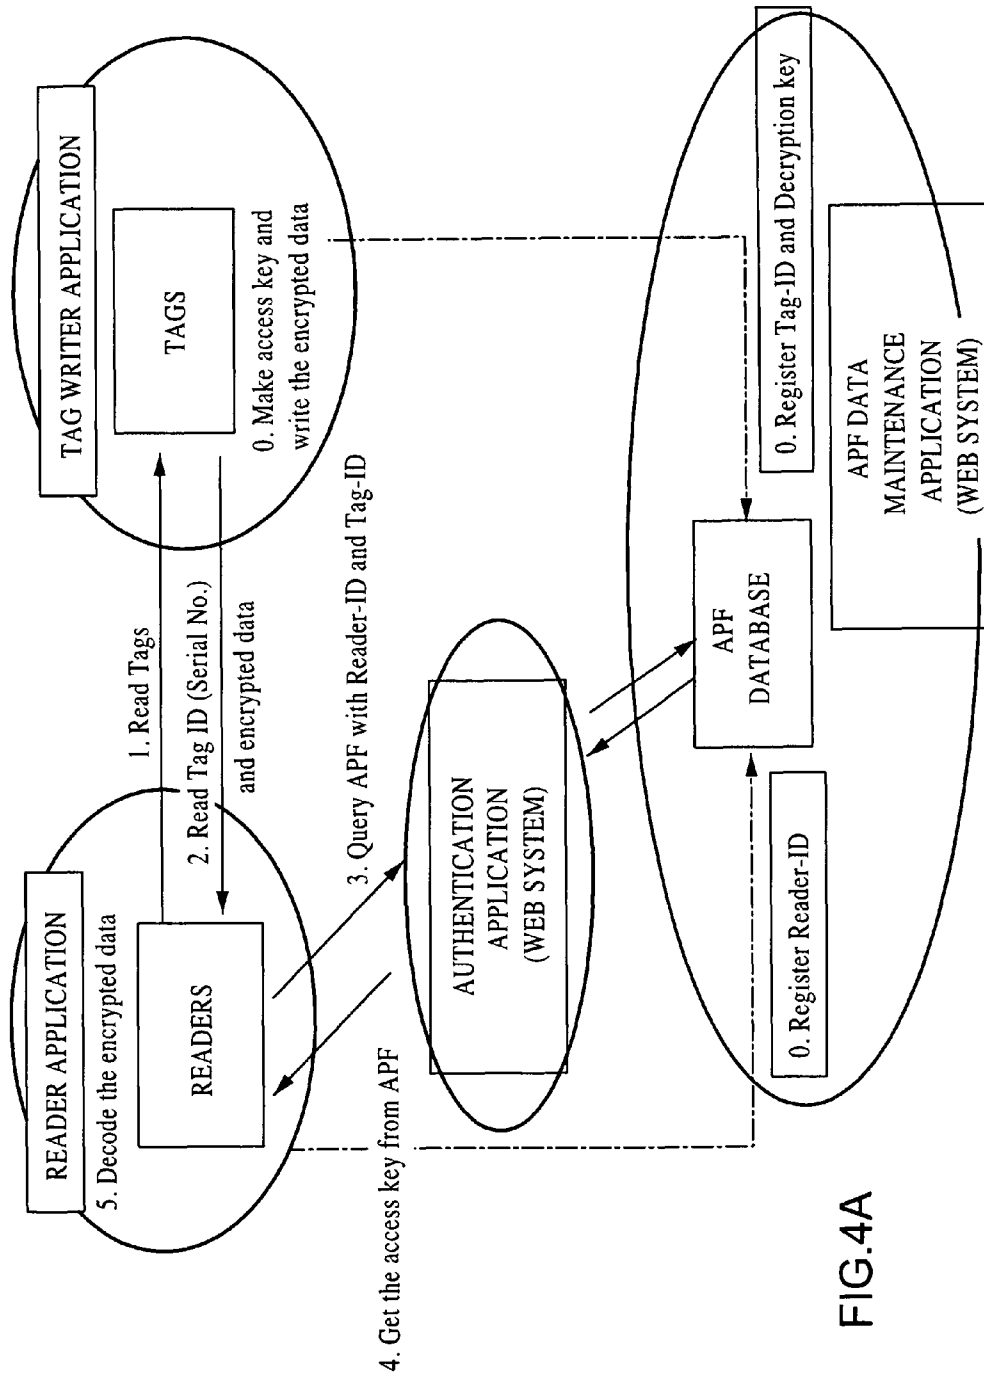 READER APPLICATION
5. Decode the encrypted data
READERS
1. Read Tags
2. Read Tag ID (Serial No.)
and encrypted data
TAG WRITER APPLICATION
TAGS
0. Make access key and
write the encrypted data
3. Query APF with Reader-ID and Tag-ID
4. Get the access key from APF
AUTHENTICATION
APPLICATION
(WEB SYSTEM)
0. Register Reader-ID
APF
DATABASE
0. Register Tag-ID and Decryption key
APF DATA
MAINTENANCE
APPLICATION
(WEB SYSTEM)
FIG.4A